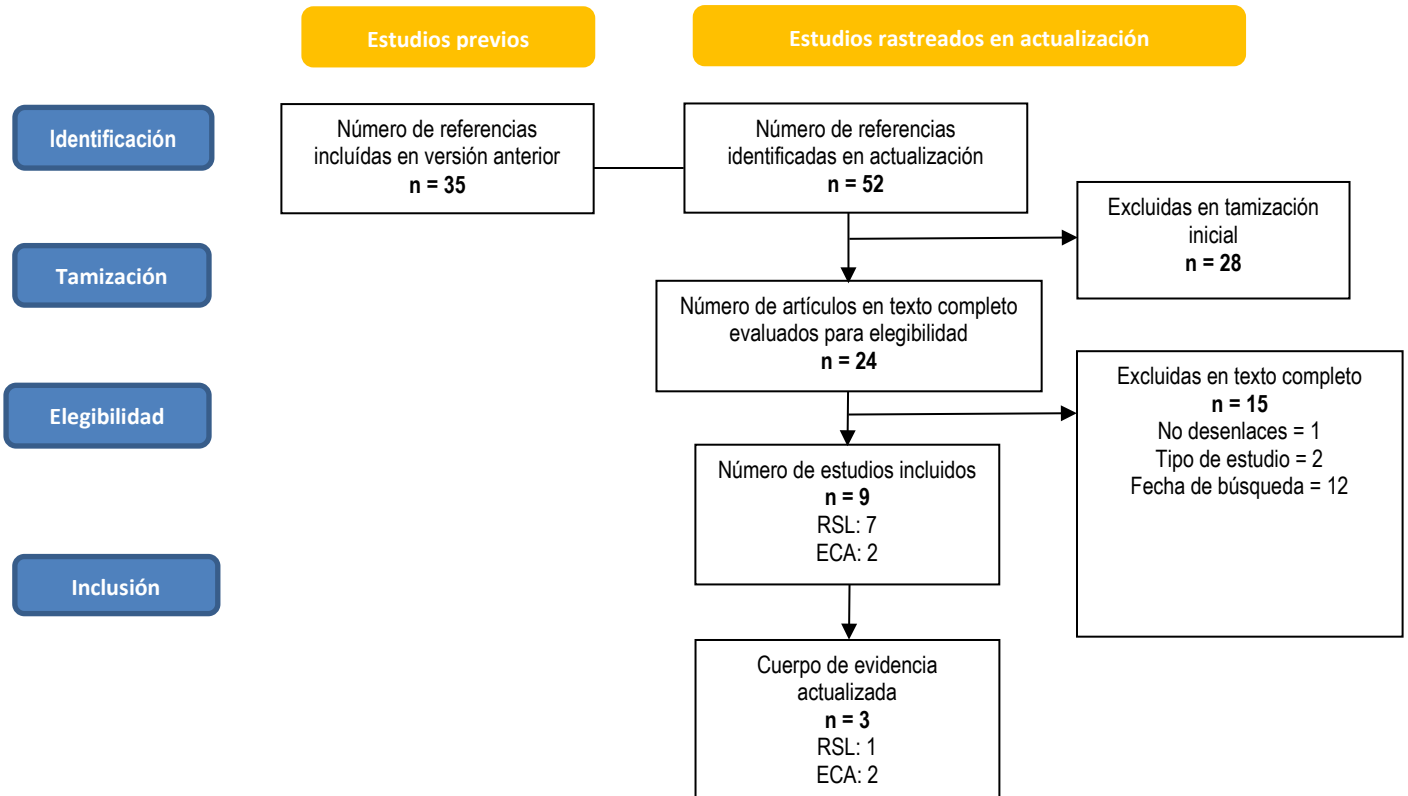 Estudios previos
Estudios rastreados en actualización
Identificación
Número de referencias
incluídas en versión anterior
n = 35
Número de referencias
identificadas en actualización
n = 52
Excluidas en tamización
inicial
n = 28
Tamización
Número de artículos en texto completo
evaluados para elegibilidad
n = 24
Excluidas en texto completo
n = 15
No desenlaces = 1
Tipo de estudio = 2
Fecha de búsqueda = 12
Elegibilidad
Número de estudios incluidos
n = 9
RSL: 7
ECA: 2
Inclusión
Cuerpo de evidencia
actualizada
n = 3
RSL: 1
ECA: 2